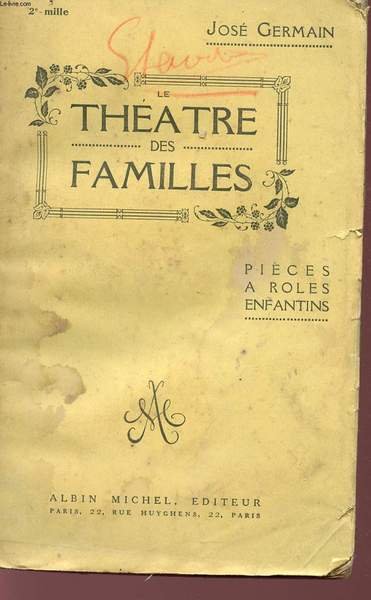 2e-mille
JOSÉ GERMAIN
LE
THÉATRE
DES
FAMILLES
PIÈCES
A ROLES
ENFANTINS
ALBIN MICHEL, EDITEUR
PARIS, 22, RUE HUYGHENS, 22, PARIS